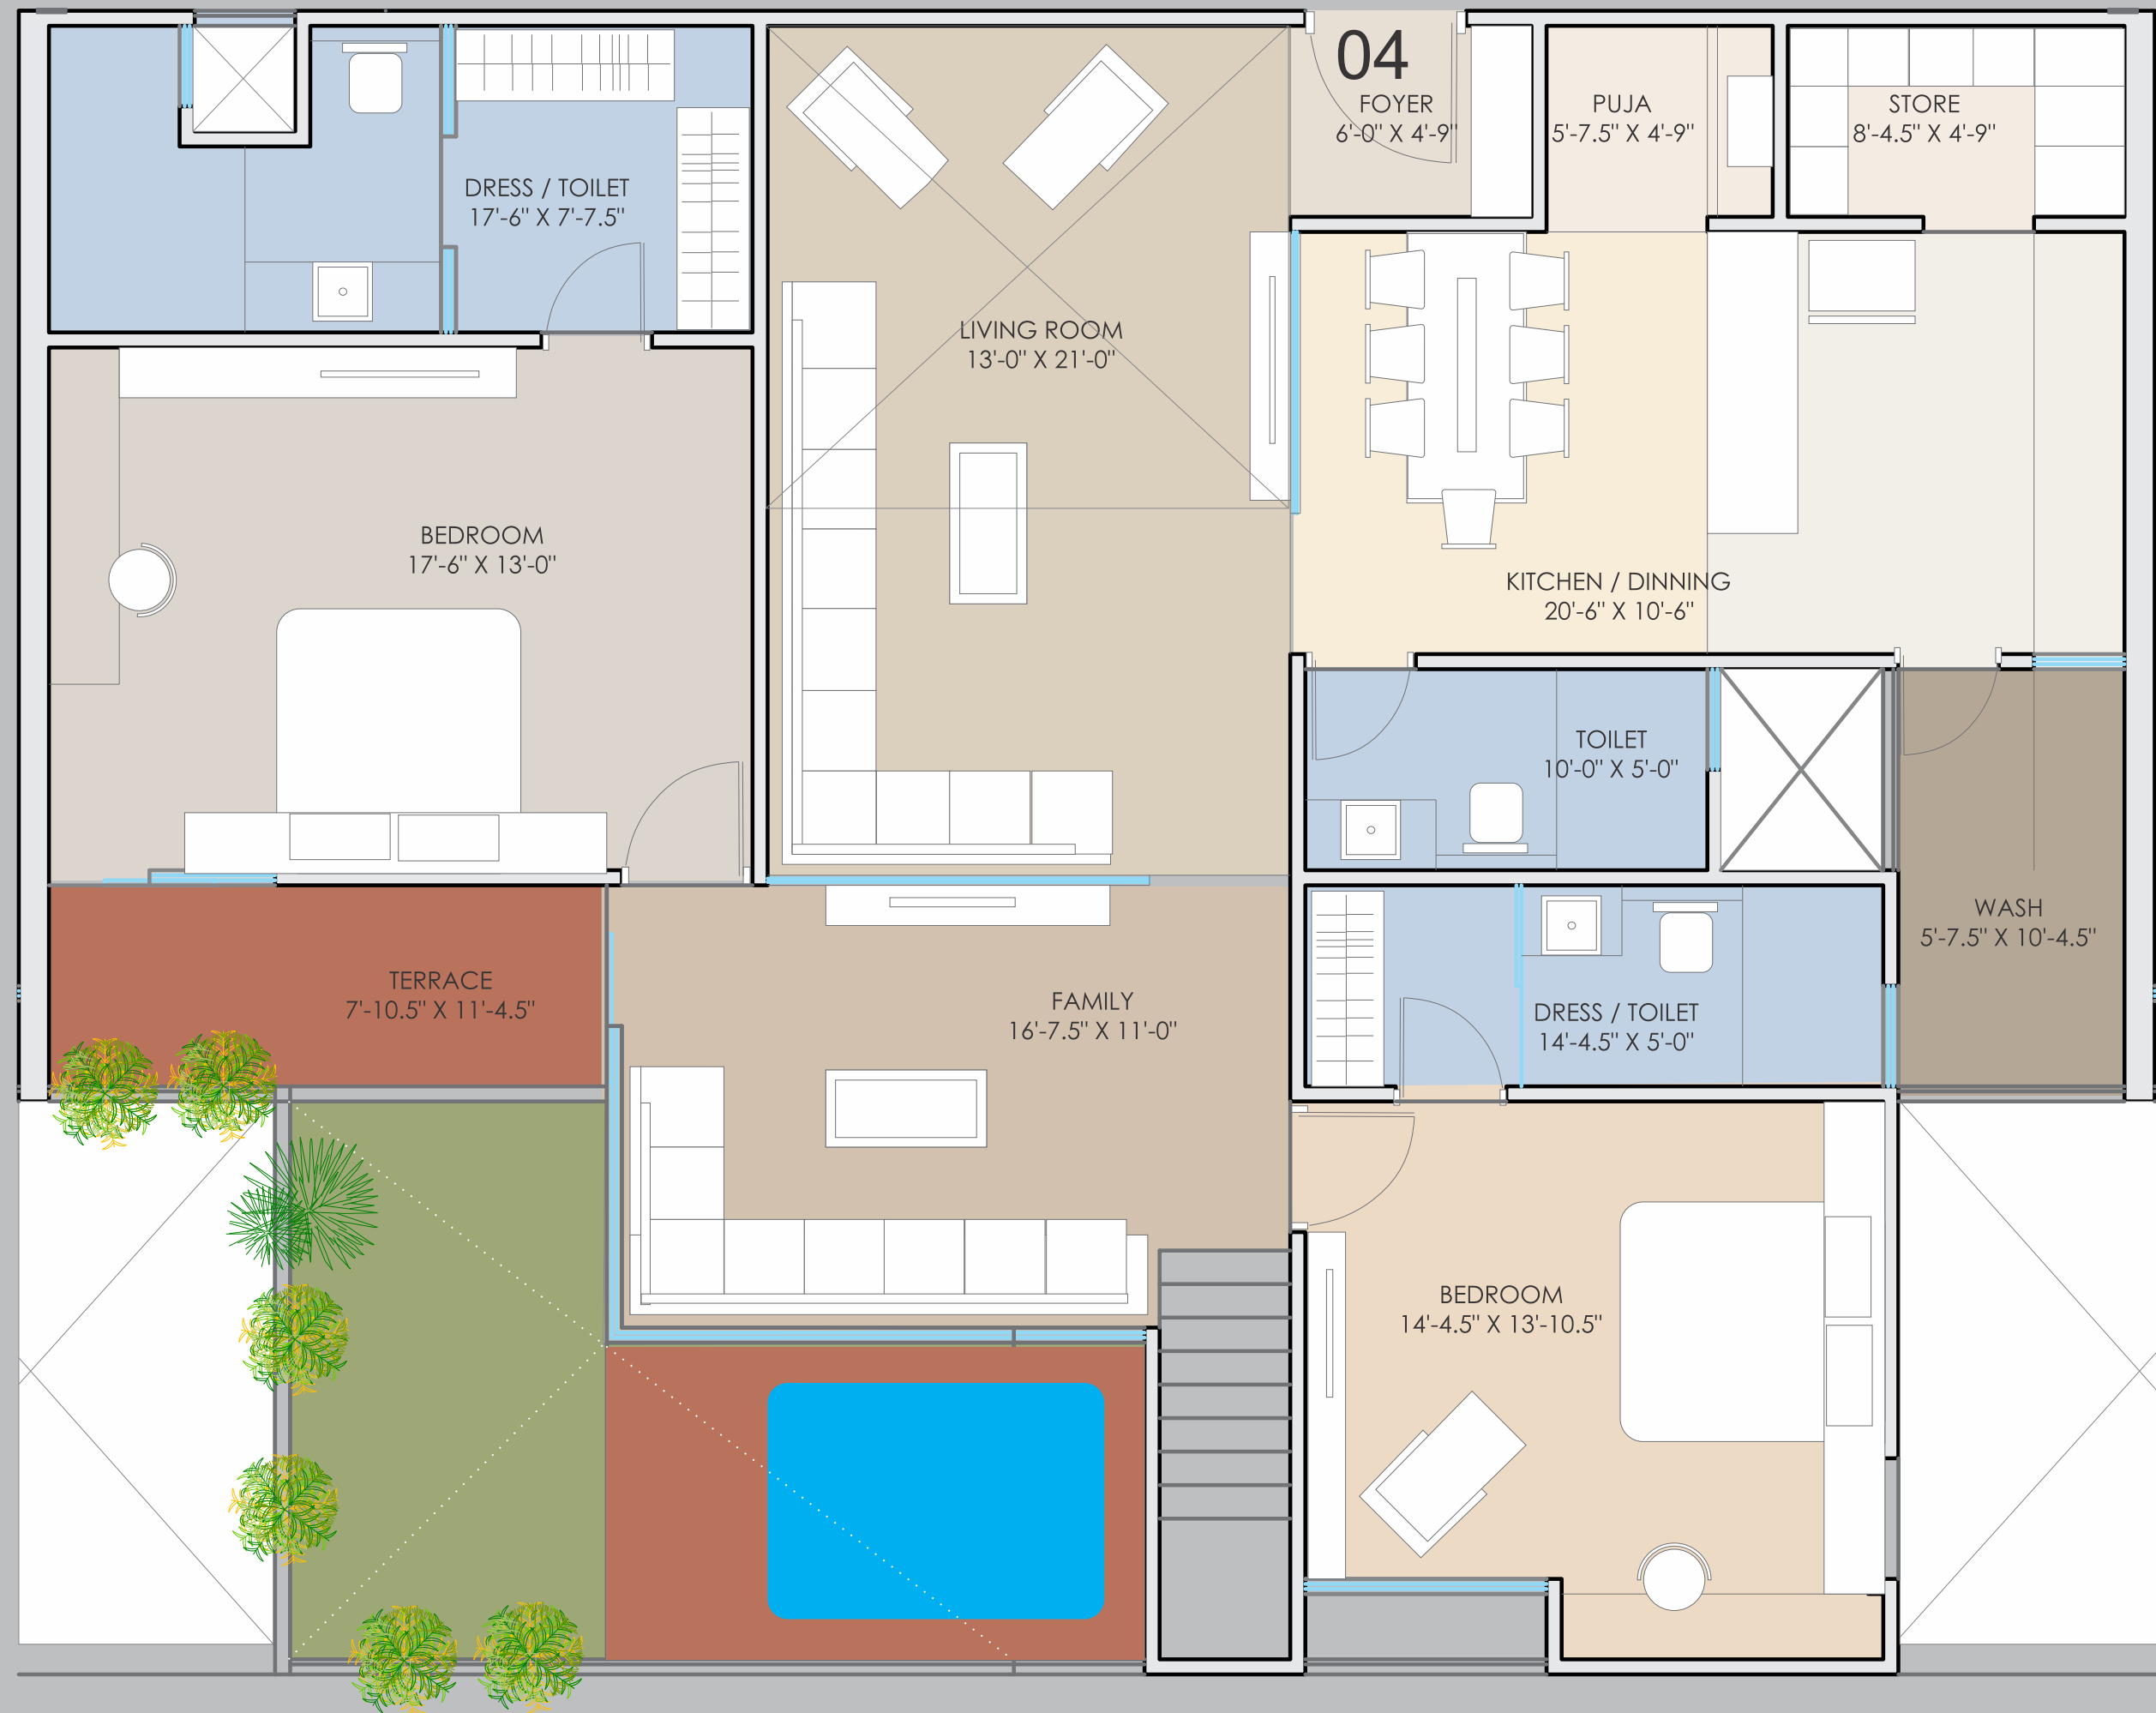 04
FOYER
6'-0" X 4'-9"
PUJA
5'-7.5" X 4'-9"
STORE
8'-4.5" X 4'-9"
DRESS / TOILET
17'-6" X 7'-7.5"
LIVING ROOM
13'-0" X 21'-0"
BEDROOM
17'-6" X 13'-0"
KITCHEN / DINNING
20'-6" X 10'-6"
TOILET
10'-0" X 5'-0"
WASH
5'-7.5" X 10'-4.5"
TERRACE
7'-10.5" X 11'-4.5"
FAMILY
16'-7.5" X 11'-0"
DRESS / TOILET
14'-4.5" X 5'-0"
BEDROOM
14'-4.5" X 13'-10.5"